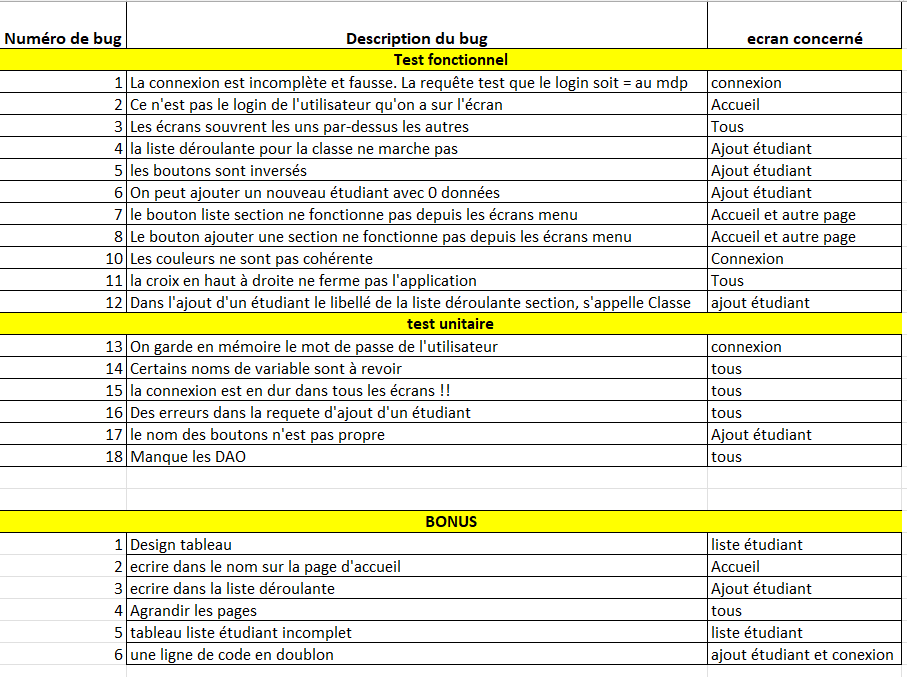 Numéro de bug Description du bug ecran concerné
Test fonctionnel
1 La connexion est incomplète et fausse. La requête test que le login soit = au mdp connexion
2 Ce n'est pas le login de l'utilisateur qu'on a sur l'écran Accueil
3 Les écrans souvrent les uns par-dessus les autres Tous
4 la liste déroulante pour la classe ne marche pas Ajout étudiant
5 les boutons sont inversés Ajout étudiant
6 On peut ajouter un nouveau étudiant avec 0 données Ajout étudiant
7 le bouton liste section ne fonctionne pas depuis les écrans menu Accueil et autre page
8 Le bouton ajouter une section ne fonctionne pas depuis les écrans menu Accueil et autre page
10 Les couleurs ne sont pas cohérente Connexion
11 la croix en haut à droite ne ferme pas l'application Tous
12 Dans l'ajout d'un étudiant le libellé de la liste déroulante section, s'appelle Classe ajout étudiant
test unitaire
13 On garde en mémoire le mot de passe de l'utilisateur connexion
14 Certains noms de variable sont à revoir tous
15 la connexion est en dur dans tous les écrans !! tous
16 Des erreurs dans la requete d'ajout d'un étudiant tous
17 le nom des boutons n'est pas propre Ajout étudiant
18 Manque les DAO tous
BONUS
1 Design tableau liste étudiant
2 ecrire dans le nom sur la page d'accueil Accueil
3 ecrire dans la liste déroulante Ajout étudiant
4 Agrandir les pages tous
5 tableau liste étudiant incomplet liste étudiant
6 une ligne de code en doublon ajout étudiant et conexion